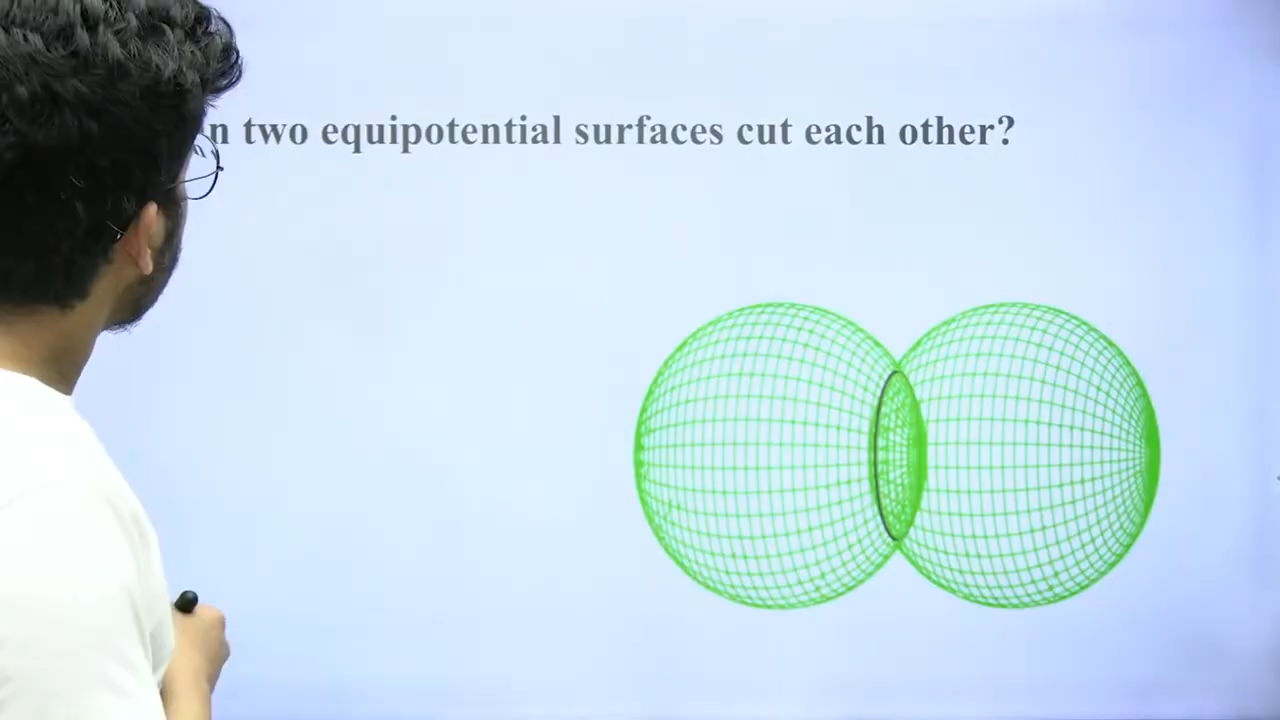 two equipotential surfaces cut each other?